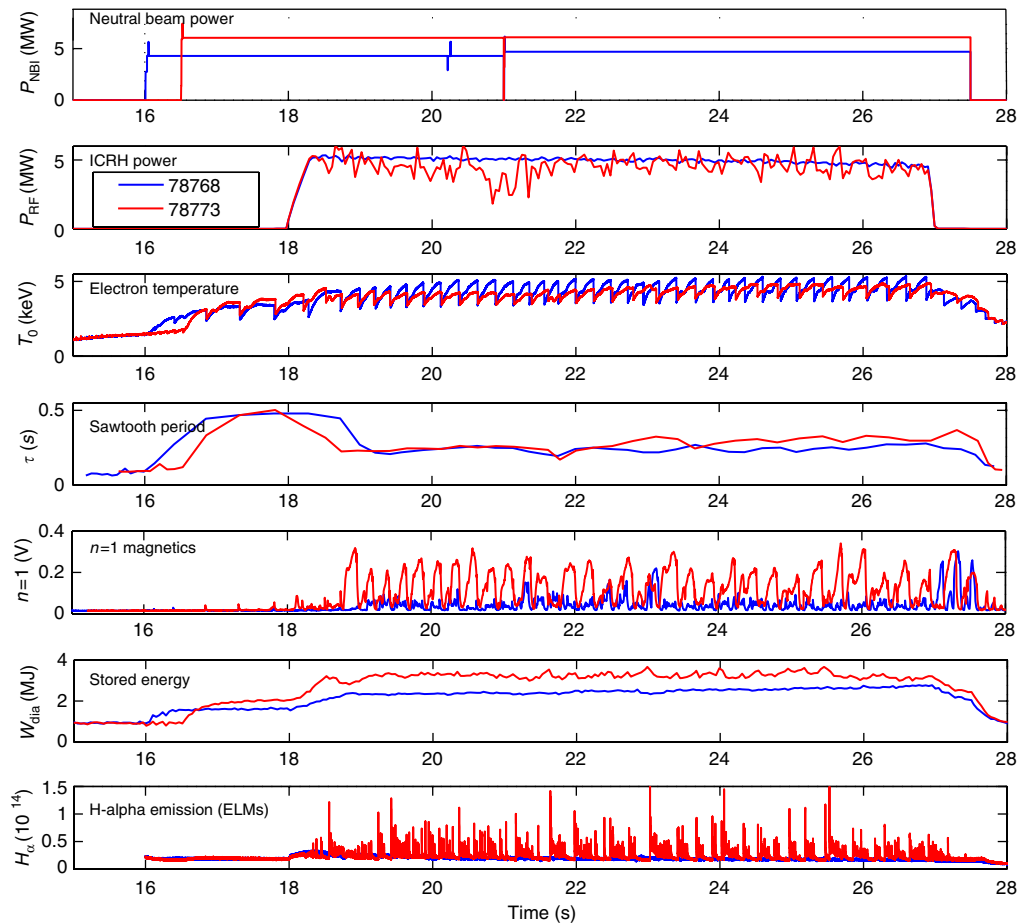 Neutral beam power
P_NBI (MW)
5
0
16 18 20 22 24 26 28
ICRH power
78768
78773
P_RF (MW)
5
0
16 18 20 22 24 26 28
Electron temperature
T_0 (keV)
5
0
16 18 20 22 24 26 28
Sawtooth period
τ (s)
0.5
0
16 18 20 22 24 26 28
n=1 magnetics
n=1 (V)
0.4
0.2
0
16 18 20 22 24 26 28
Stored energy
W_dia (MJ)
4
2
0
16 18 20 22 24 26 28
H-alpha emission (ELMs)
H_α (10^14)
1.5
1
0.5
0
16 18 20 22 24 26 28
Time (s)